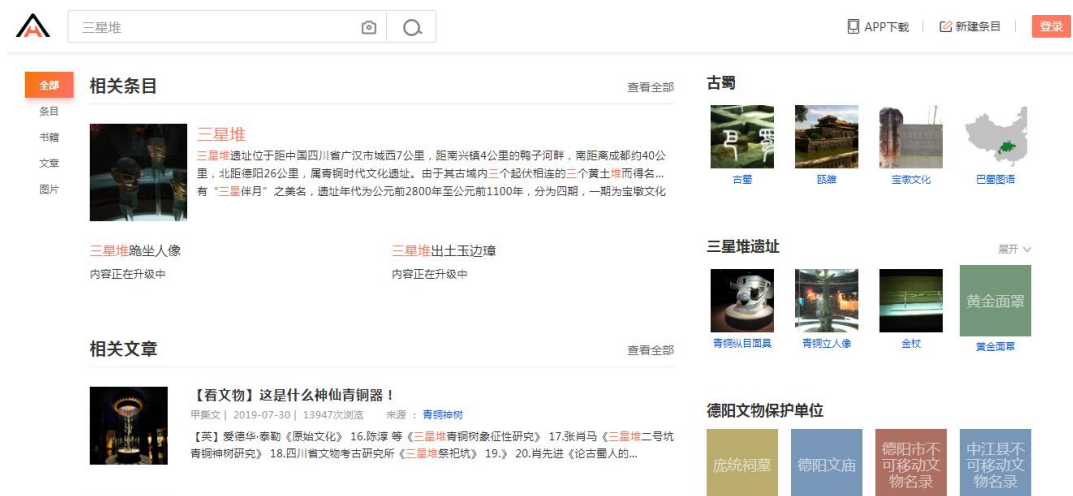 三星堆
APP下载
新建条目
登录
全部
条目
书籍
文章
图片
相关条目
查看全部
三星堆
三星堆遗址位于距中国四川省广汉市城西7公里，距南兴镇4公里的鸭子河畔，南距离成都约40公
里，北距德阳26公里，属青铜时代文化遗址。由于其古域内三个起伏相连的三个黄土堆而得名...
有“三星伴月”之美名，遗址年代为公元前2800年至公元前1100年，分为四期，一期为宝墩文化
三星堆跪坐人像
内容正在升级中
三星堆出土玉边璋
内容正在升级中
相关文章
查看全部
【看文物】这是什么神仙青铜器！
甲撕文| 2019-07-30| 13947次浏览 来源：青铜神树
【英】爱德华·泰勒《原始文化》 16.陈淳 等《三星堆青铜树象征性研究》 17.张肖马《三星堆二号坑
青铜神树研究》 18.四川省文物考古研究所《三星堆祭祀坑》 19.》 20.肖先进《论古蜀人的...
古蜀
古蜀
瓯雒
宝墩文化
巴蜀图语
三星堆遗址
展开
黄金面罩
青铜纵目面具
青铜立人像
金杖
黄金面罩
德阳文物保护单位
庞统祠墓
德阳文庙
德阳市不
可移动文
物名录
中江县不
可移动文
物名录